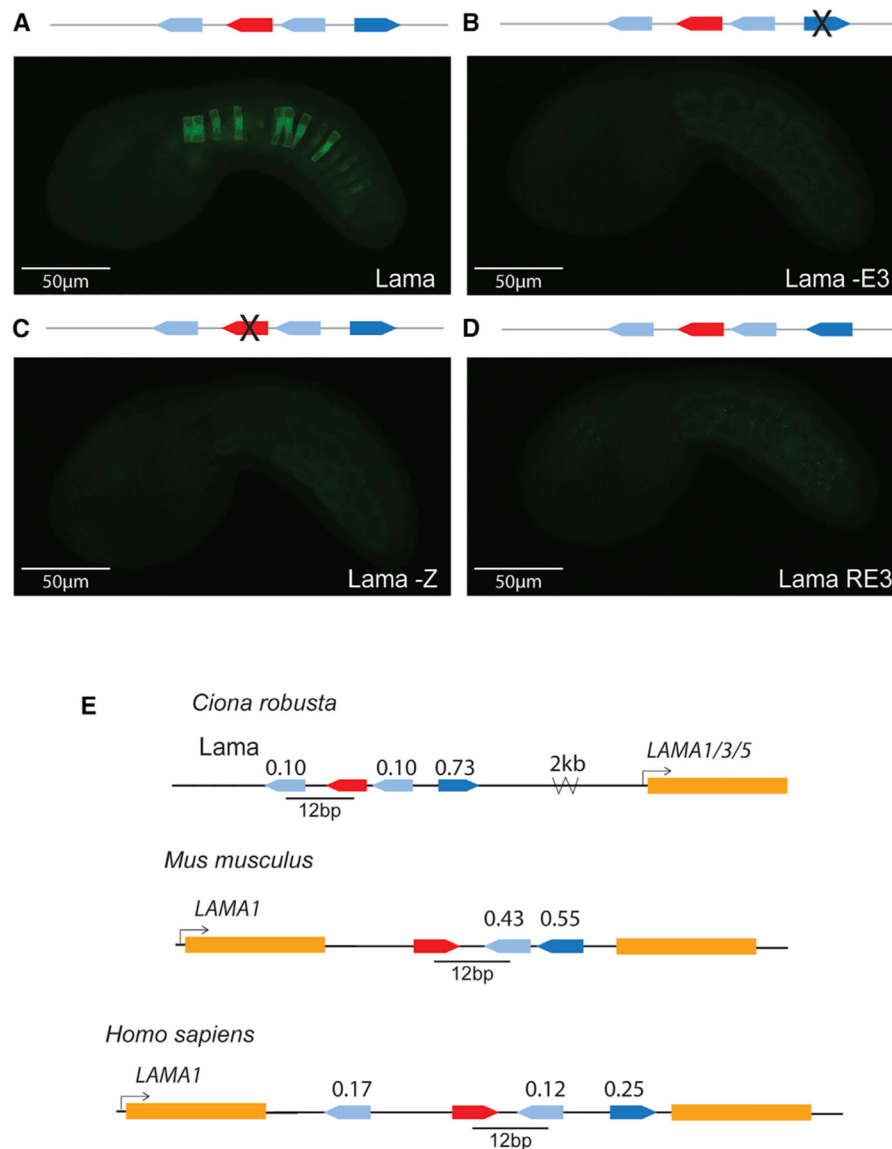 A
B
50µm
Lama
50µm
Lama -E3
C
D
50µm
Lama -Z
50µm
Lama RE3
E
Ciona robusta
Lama
0.10
0.10
0.73
2kb
LAMA1/3/5
12bp
Mus musculus
LAMA1
0.43
0.55
12bp
Homo sapiens
LAMA1
0.17
0.12
0.25
12bp